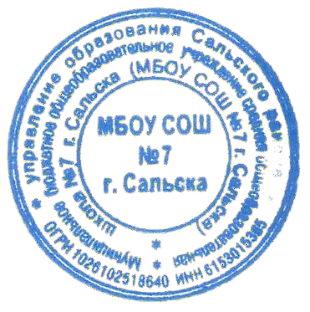 * Управление образования Сальского района
Муниципальное бюджетное общеобразовательное учреждение средняя общеобразовательная
школа №7 г. Сальска (МБОУ СОШ №7 г. Сальска)
ОГРН 1026102518640 ИНН 6153015385
МБОУ СОШ
№7
г. Сальска